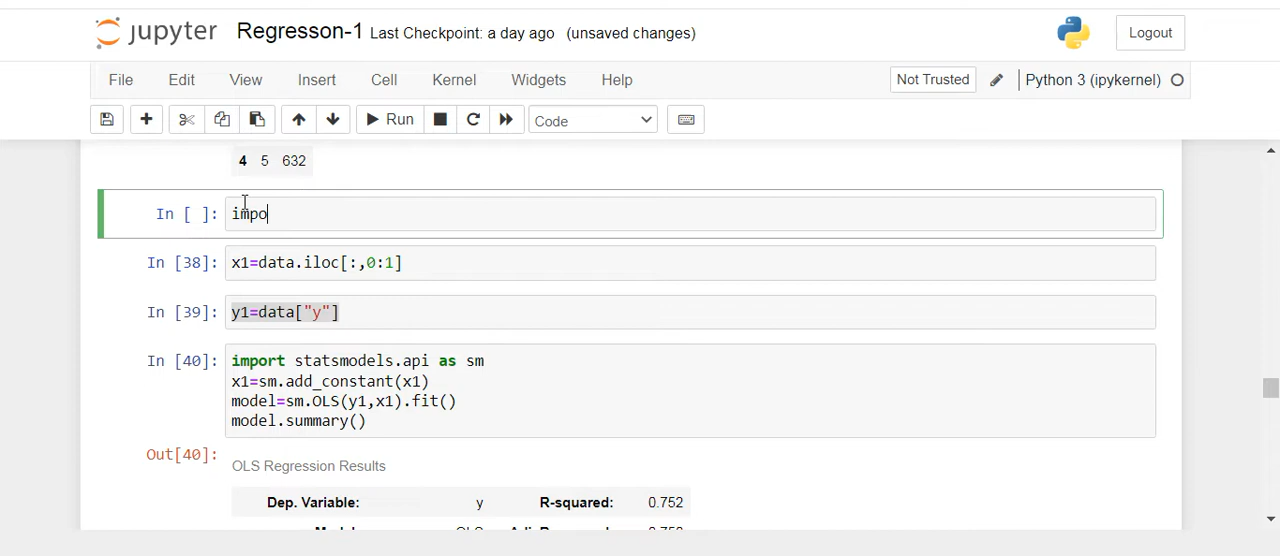 jupyter Regresson-1 Last Checkpoint: a day ago (unsaved changes) Logout
File Edit View Insert Cell Kernel Widgets Help Not Trusted Python 3 (ipykernel)
Run Code
4 5 632
In [ ]: impo
In [38]: x1=data.iloc[:,0:1]
In [39]: y1=data["y"]
In [40]: import statsmodels.api as sm
x1=sm.add_constant(x1)
model=sm.OLS(y1,x1).fit()
model.summary()
Out[40]:
OLS Regression Results
Dep. Variable: y R-squared: 0.752